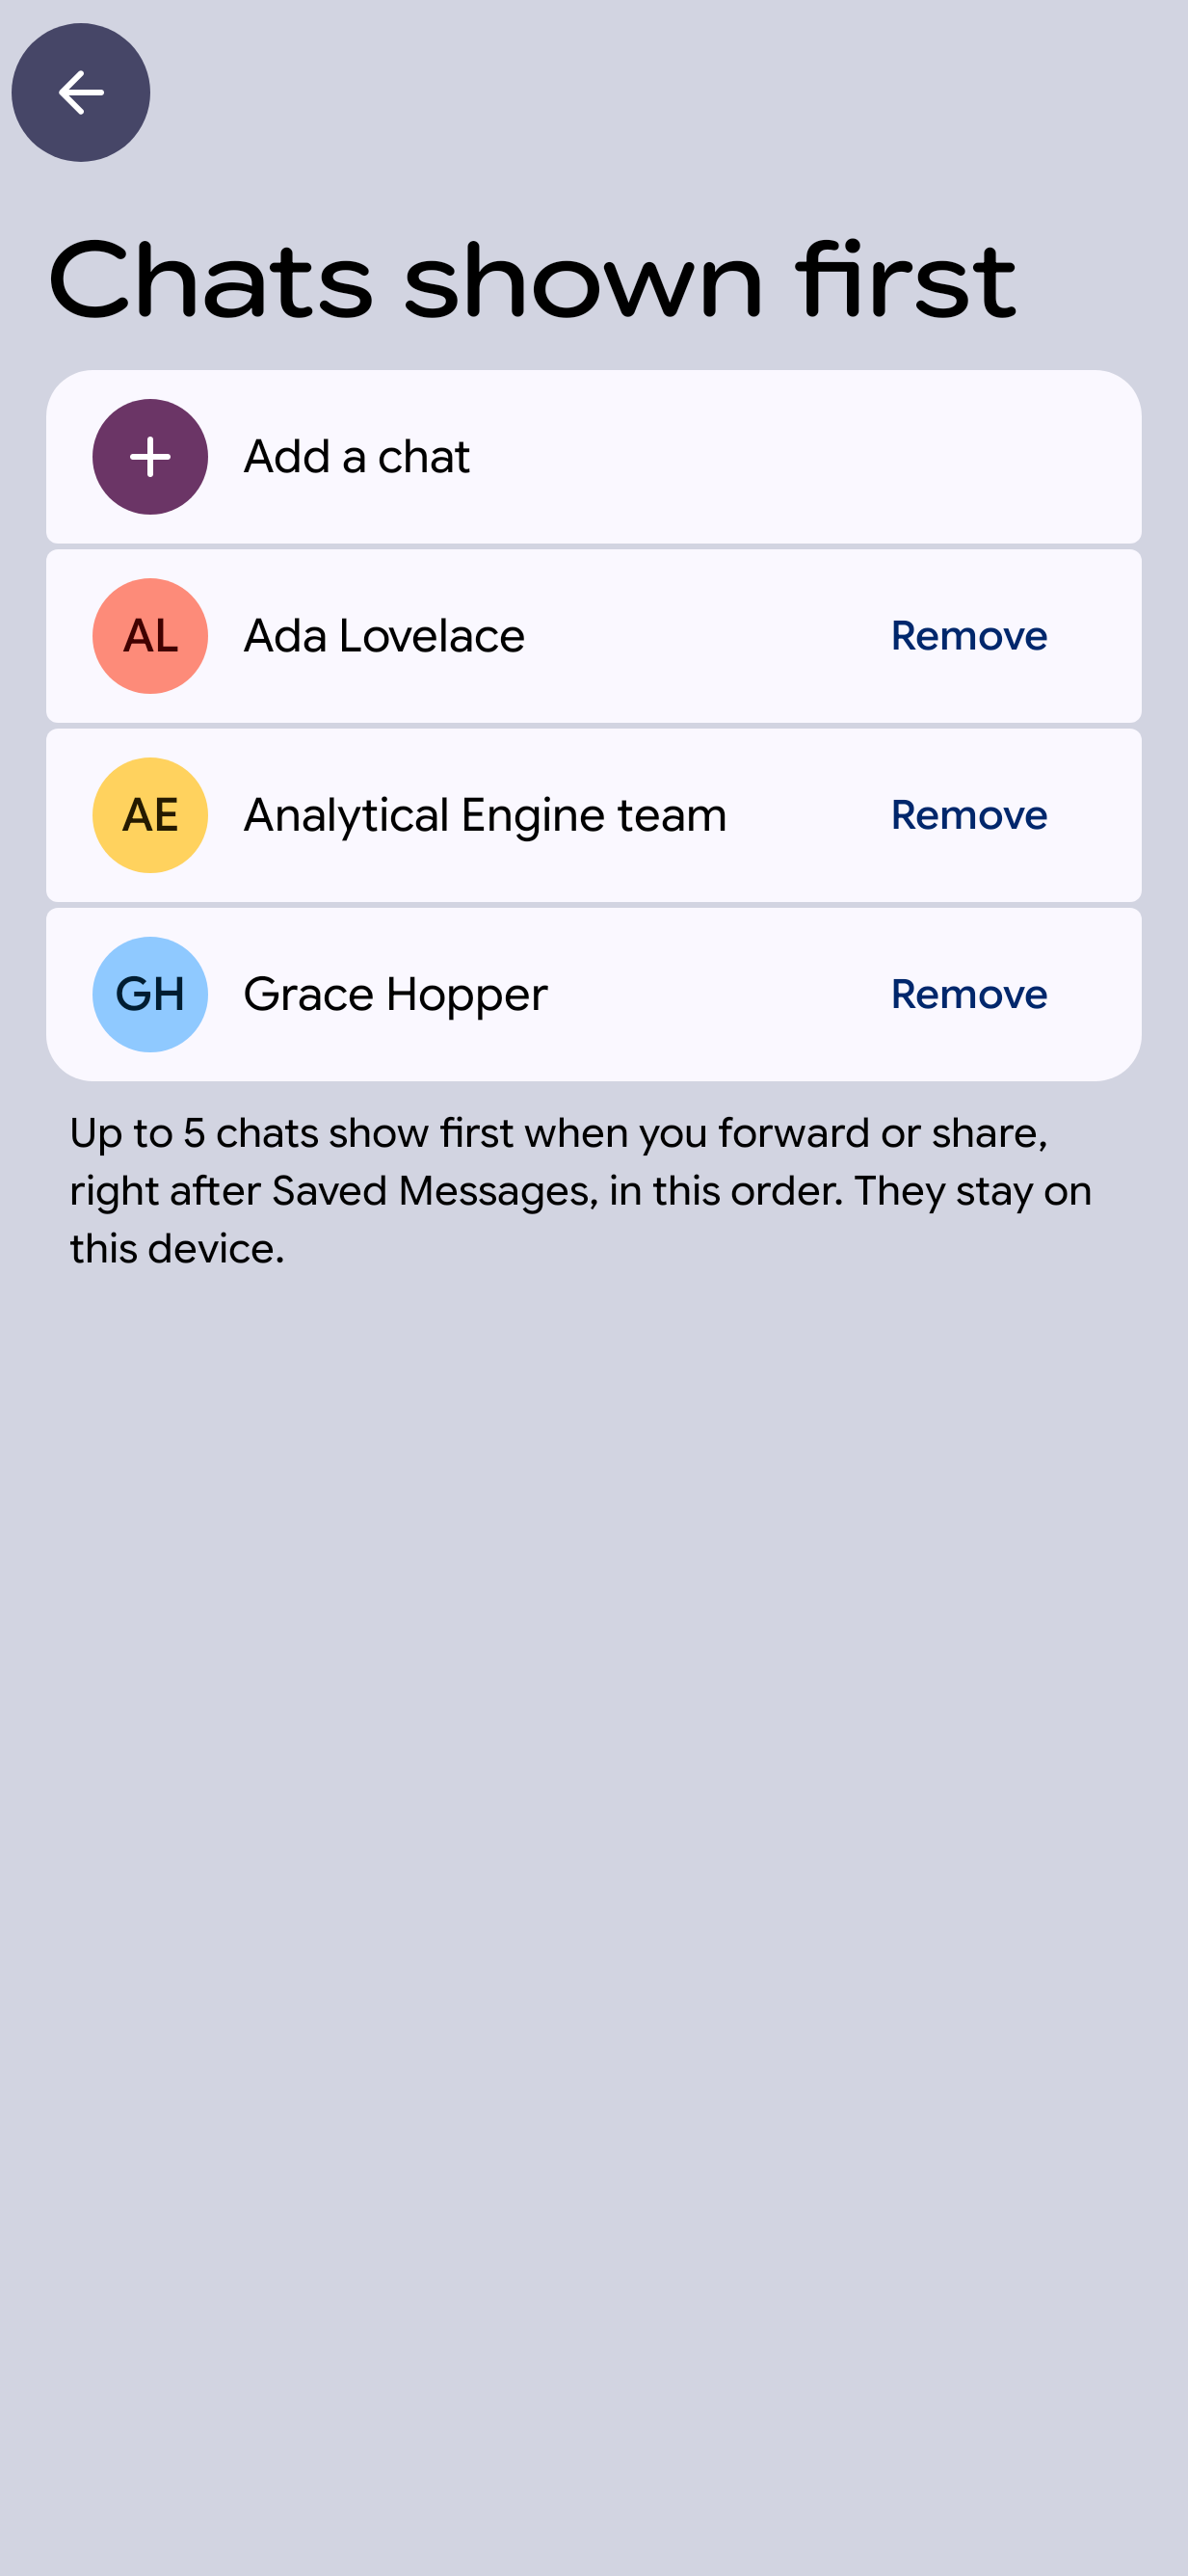 Chats shown first
Add a chat
AL Ada Lovelace Remove
AE Analytical Engine team Remove
GH Grace Hopper Remove
Up to 5 chats show first when you forward or share,
right after Saved Messages, in this order. They stay on
this device.